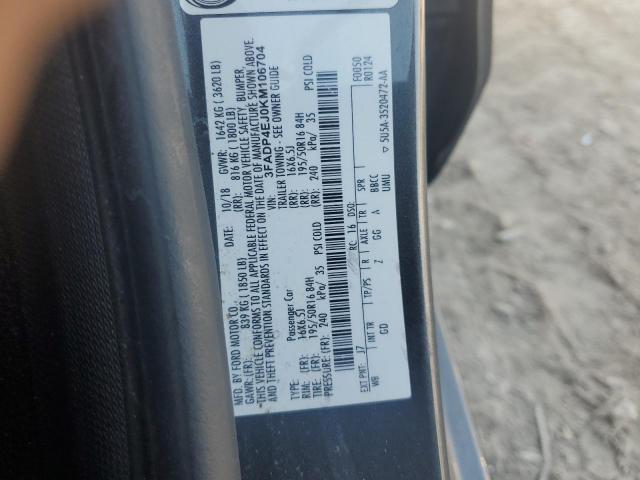 MFD. BY FORD MOTOR CO.
DATE: 10/18 GVWR: 1642 KG ( 3620 LB)
GAWR: (FR): 839 KG ( 1850 LB) (RR): 816 KG ( 1800 LB)
THIS VEHICLE CONFORMS TO ALL APPLICABLE FEDERAL MOTOR VEHICLE SAFETY, BUMPER,
AND THEFT PREVENTION STANDARDS IN EFFECT ON THE DATE OF MANUFACTURE SHOWN ABOVE.
VIN: 3FADP4EJ0KM106704
TYPE: Passenger Car TRAILER TOWING - SEE OWNER GUIDE
RIM: (FR): 16X6.5J (RR): 16X6.5J
TIRE: (FR): 195/50R16 84H (RR): 195/50R16 84H
PRESSURE: (FR): 240 kPa/ 35 PSI COLD (RR): 240 kPa/ 35 PSI COLD
F0050
R0124
EXT PNT: J7 RC: 16 DSO:
WB INT TR TP/PS R AXLE TR SPR
GD Z GG A BBCC
UMU
▽ 5U5A-3520472-AA